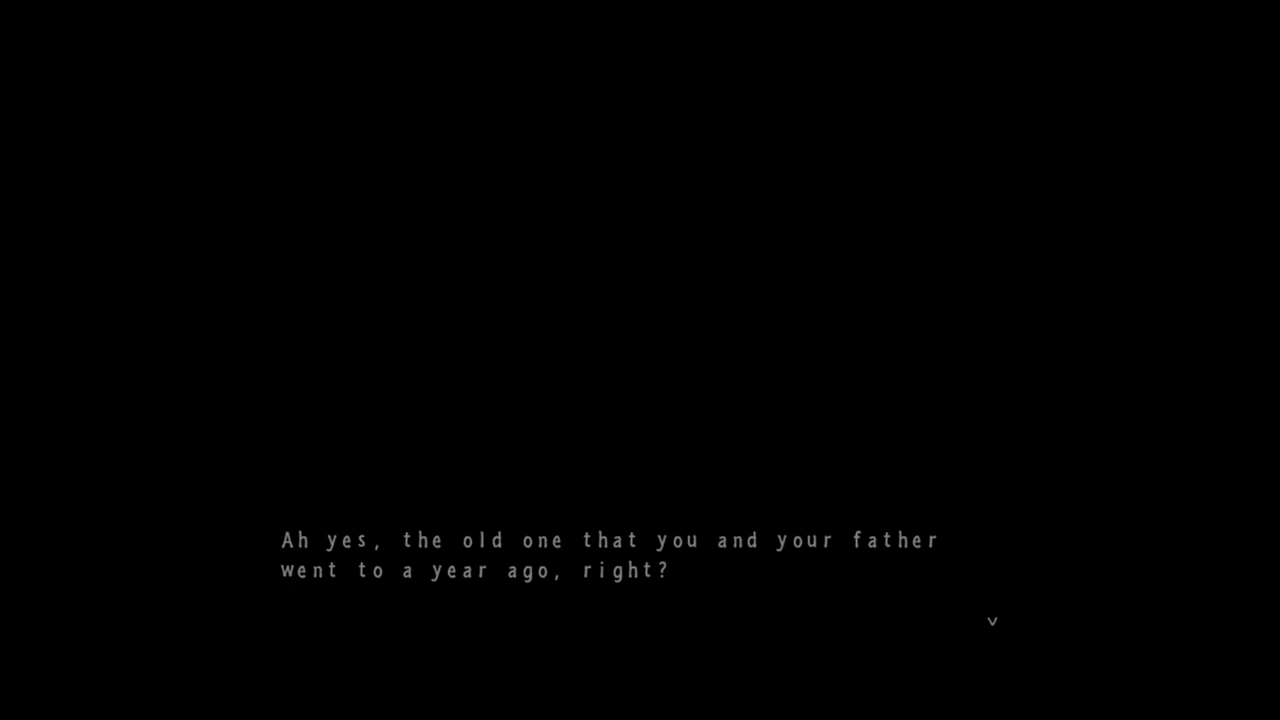 Ah yes, the old one that you and your father
went to a year ago, right?